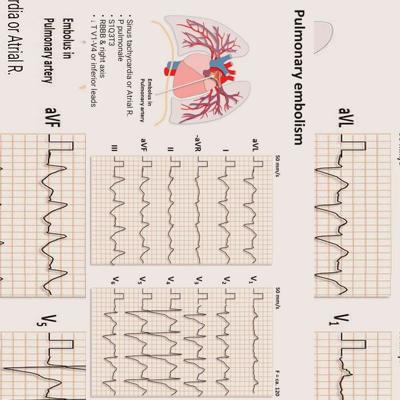 Pulmonary embolism
Embolus in
Pulmonary artery
• Sinus tachycardia or Atrial R.
• P pulmonale
• S1Q3T3
• RBBB & right axis
• ↓ T V1-V4 or inferior leads
50 mm/s
aVL
I
-aVR
II
aVF
III
50 mm/s
F = ca. 120
V1
V2
V3
V4
V5
V6
aVL
V1
Embolus in
Pulmonary artery
rdia or Atrial R.
aVF
V5